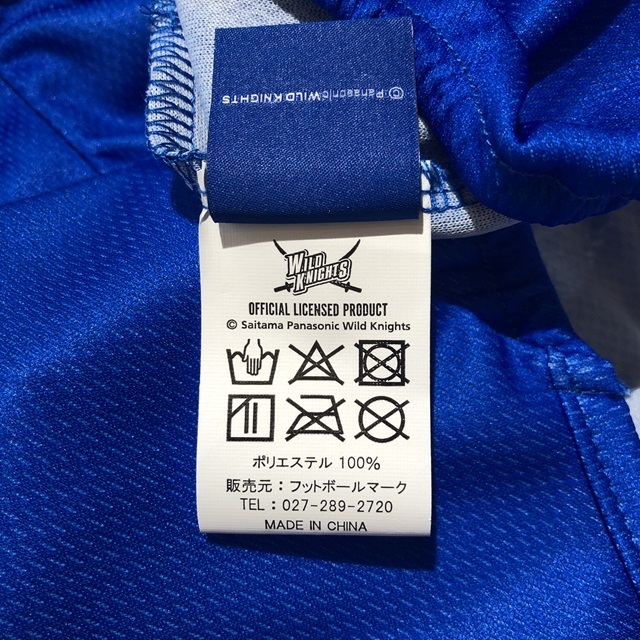 © Panasonic WILD KNIGHTS
WILD
KNIGHTS
OFFICIAL LICENSED PRODUCT
© Saitama Panasonic Wild Knights
ポリエステル 100%
販売元：フットボールマーク
TEL : 027-289-2720
MADE IN CHINA